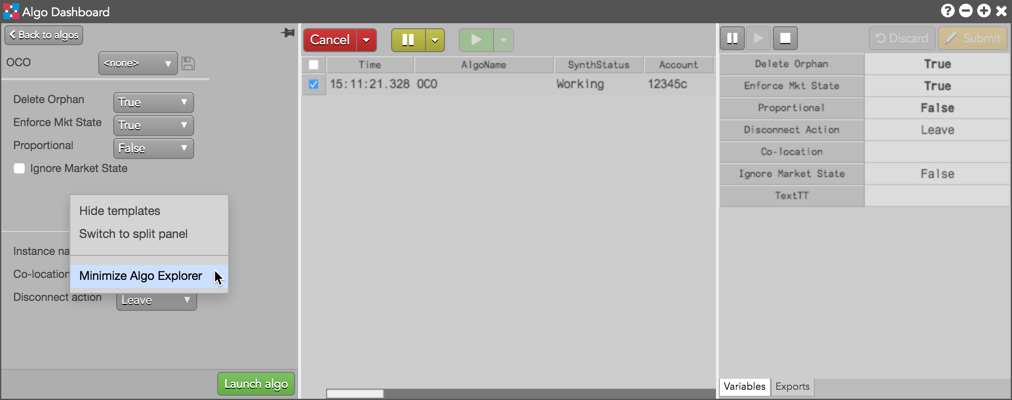 Algo Dashboard
Back to algos
OCO <none>
Delete Orphan True
Enforce Mkt State True
Proportional False
Ignore Market State
Hide templates
Switch to split panel
Minimize Algo Explorer
Instance na
Co-location
Disconnect action Leave
Launch algo
Cancel
Time AlgoName SynthStatus Account
15:11:21.328 OCO Working 12345c
Discard Submit
Delete Orphan True
Enforce Mkt State True
Proportional False
Disconnect Action Leave
Co-location
Ignore Market State False
TextTT
Variables Exports